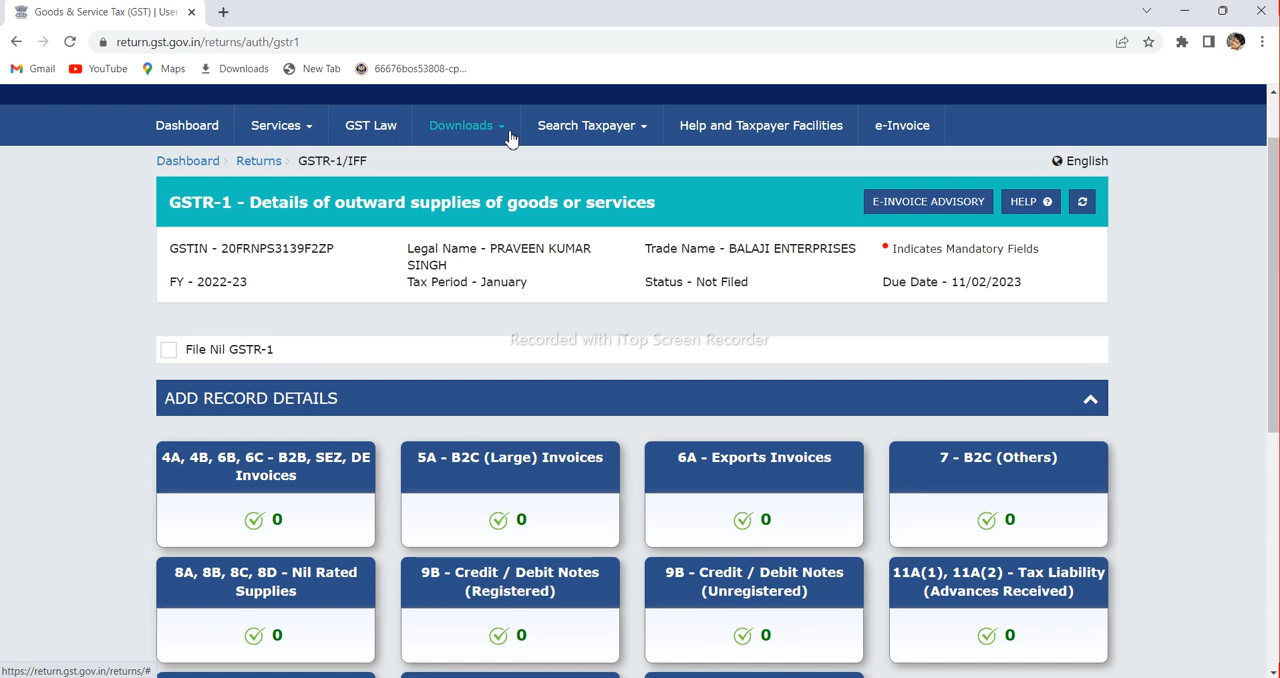 Goods & Service Tax (GST) | User
return.gst.gov.in/returns/auth/gstr1
Gmail YouTube Maps Downloads New Tab 66676bos53808-cp...
Dashboard Services GST Law Downloads Search Taxpayer Help and Taxpayer Facilities e-Invoice
Dashboard Returns GSTR-1/IFF English
GSTR-1 - Details of outward supplies of goods or services E-INVOICE ADVISORY HELP
GSTIN - 20FRNPS3139F2ZP Legal Name - PRAVEEN KUMAR Trade Name - BALAJI ENTERPRISES Indicates Mandatory Fields
SINGH
FY - 2022-23 Tax Period - January Status - Not Filed Due Date - 11/02/2023
Recorded with iTop Screen Recorder
File Nil GSTR-1
ADD RECORD DETAILS
4A, 4B, 6B, 6C - B2B, SEZ, DE
Invoices
0
5A - B2C (Large) Invoices
0
6A - Exports Invoices
0
7 - B2C (Others)
0
8A, 8B, 8C, 8D - Nil Rated
Supplies
0
9B - Credit / Debit Notes
(Registered)
0
9B - Credit / Debit Notes
(Unregistered)
0
11A(1), 11A(2) - Tax Liability
(Advances Received)
0
https://return.gst.gov.in/returns/#